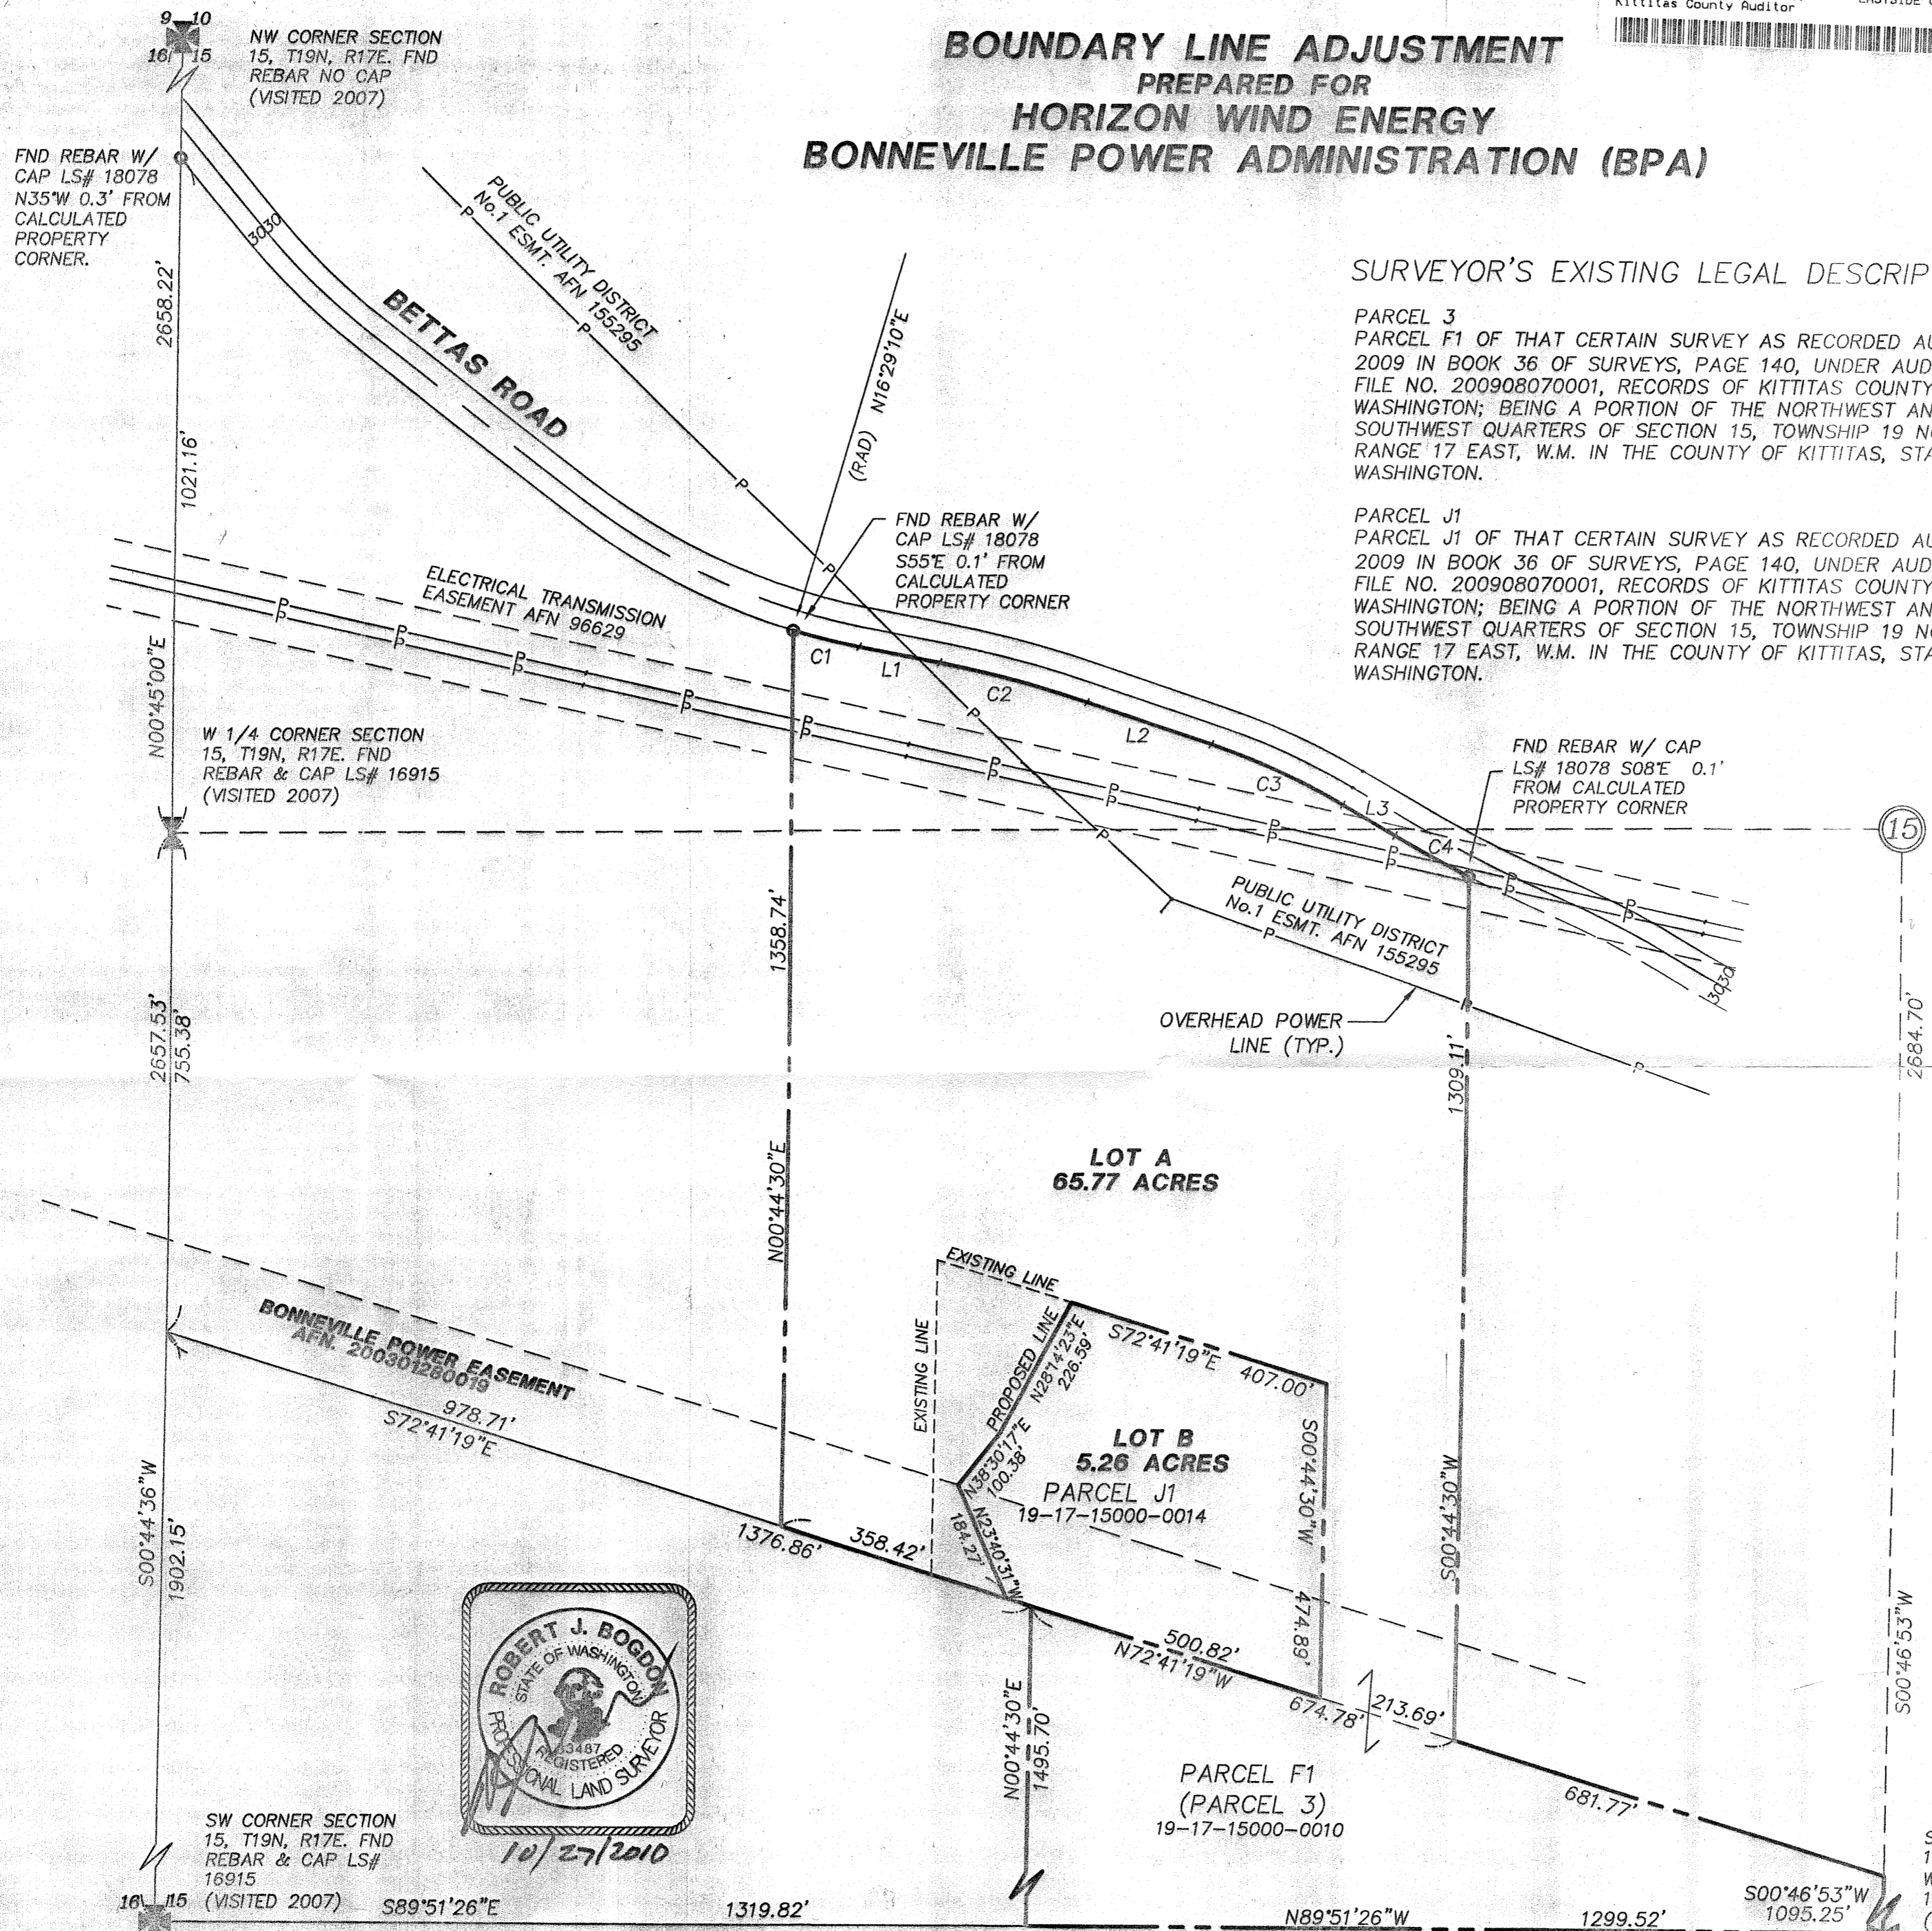 Kittitas County Auditor
BOUNDARY LINE ADJUSTMENT
PREPARED FOR
HORIZON WIND ENERGY
BONNEVILLE POWER ADMINISTRATION (BPA)
9 10
16 15
NW CORNER SECTION
15, T19N, R17E. FND
REBAR NO CAP
(VISITED 2007)
FND REBAR W/
CAP LS# 18078
N35°W 0.3' FROM
CALCULATED
PROPERTY
CORNER.
2658.22'
1021.16'
N00°45'00"E
3030
BETTAS ROAD
PUBLIC UTILITY DISTRICT
No.1 ESMT. AFN 155295
(RAD) N16°29'10"E
FND REBAR W/
CAP LS# 18078
S55°E 0.1' FROM
CALCULATED
PROPERTY CORNER
ELECTRICAL TRANSMISSION
EASEMENT AFN 96629
SURVEYOR'S EXISTING LEGAL DESCRIP
PARCEL 3
PARCEL F1 OF THAT CERTAIN SURVEY AS RECORDED AU
2009 IN BOOK 36 OF SURVEYS, PAGE 140, UNDER AUD
FILE NO. 200908070001, RECORDS OF KITTITAS COUNTY
WASHINGTON; BEING A PORTION OF THE NORTHWEST AN
SOUTHWEST QUARTERS OF SECTION 15, TOWNSHIP 19 N
RANGE 17 EAST, W.M. IN THE COUNTY OF KITTITAS, STA
WASHINGTON.
PARCEL J1
PARCEL J1 OF THAT CERTAIN SURVEY AS RECORDED AU
2009 IN BOOK 36 OF SURVEYS, PAGE 140, UNDER AUD
FILE NO. 200908070001, RECORDS OF KITTITAS COUNTY
WASHINGTON; BEING A PORTION OF THE NORTHWEST AN
SOUTHWEST QUARTERS OF SECTION 15, TOWNSHIP 19 N
RANGE 17 EAST, W.M. IN THE COUNTY OF KITTITAS, STA
WASHINGTON.
C1
L1
C2
L2
C3
L3
C4
W 1/4 CORNER SECTION
15, T19N, R17E. FND
REBAR & CAP LS# 16915
(VISITED 2007)
FND REBAR W/ CAP
LS# 18078 S08°E 0.1'
FROM CALCULATED
PROPERTY CORNER
15
PUBLIC UTILITY DISTRICT
No.1 ESMT. AFN 155295
3030
OVERHEAD POWER
LINE (TYP.)
1358.74'
N00°44'30"E
2657.53'
755.38'
1309.11'
2684.70'
LOT A
65.77 ACRES
EXISTING LINE
EXISTING LINE
PROPOSED LINE
N28°14'23"E
226.59'
S72°41'19"E 407.00'
BONNEVILLE POWER EASEMENT
AFN. 200301280019
978.71'
S72°41'19"E
N38°30'17"E
100.38'
LOT B
5.26 ACRES
PARCEL J1
19-17-15000-0014
S00°44'30"W 474.89'
S00°44'30"W
N23°40'31"W
184.27'
1376.86'
358.42'
S00°44'36"W
1902.15'
500.82'
N72°41'19"W
674.78'
213.69'
681.77'
S00°46'53"W
N00°44'30"E
1495.70'
PARCEL F1
(PARCEL 3)
19-17-15000-0010
ROBERT J. BOGDON
STATE OF WASHINGTON
REGISTERED
PROFESSIONAL LAND SURVEYOR
10/27/2010
SW CORNER SECTION
15, T19N, R17E. FND
REBAR & CAP LS#
16915
(VISITED 2007)
16 15
S89°51'26"E
1319.82'
N89°51'26"W
1299.52'
S00°46'53"W
1095.25'